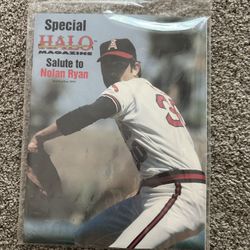 Special
HALO
MAGAZINE
Salute to
Nolan Ryan
A